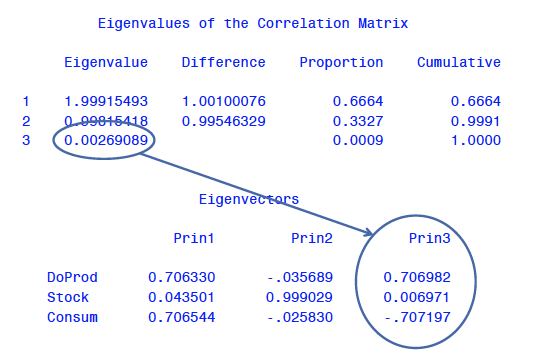 Eigenvalues of the Correlation Matrix
Eigenvalue Difference Proportion Cumulative
1 1.99915493 1.00100076 0.6664 0.6664
2 0.99815418 0.99546329 0.3327 0.9991
3 0.00269089 0.0009 1.0000
Eigenvectors
Prin1 Prin2 Prin3
DoProd 0.706330 -.035689 0.706982
Stock 0.043501 0.999029 0.006971
Consum 0.706544 -.025830 -.707197